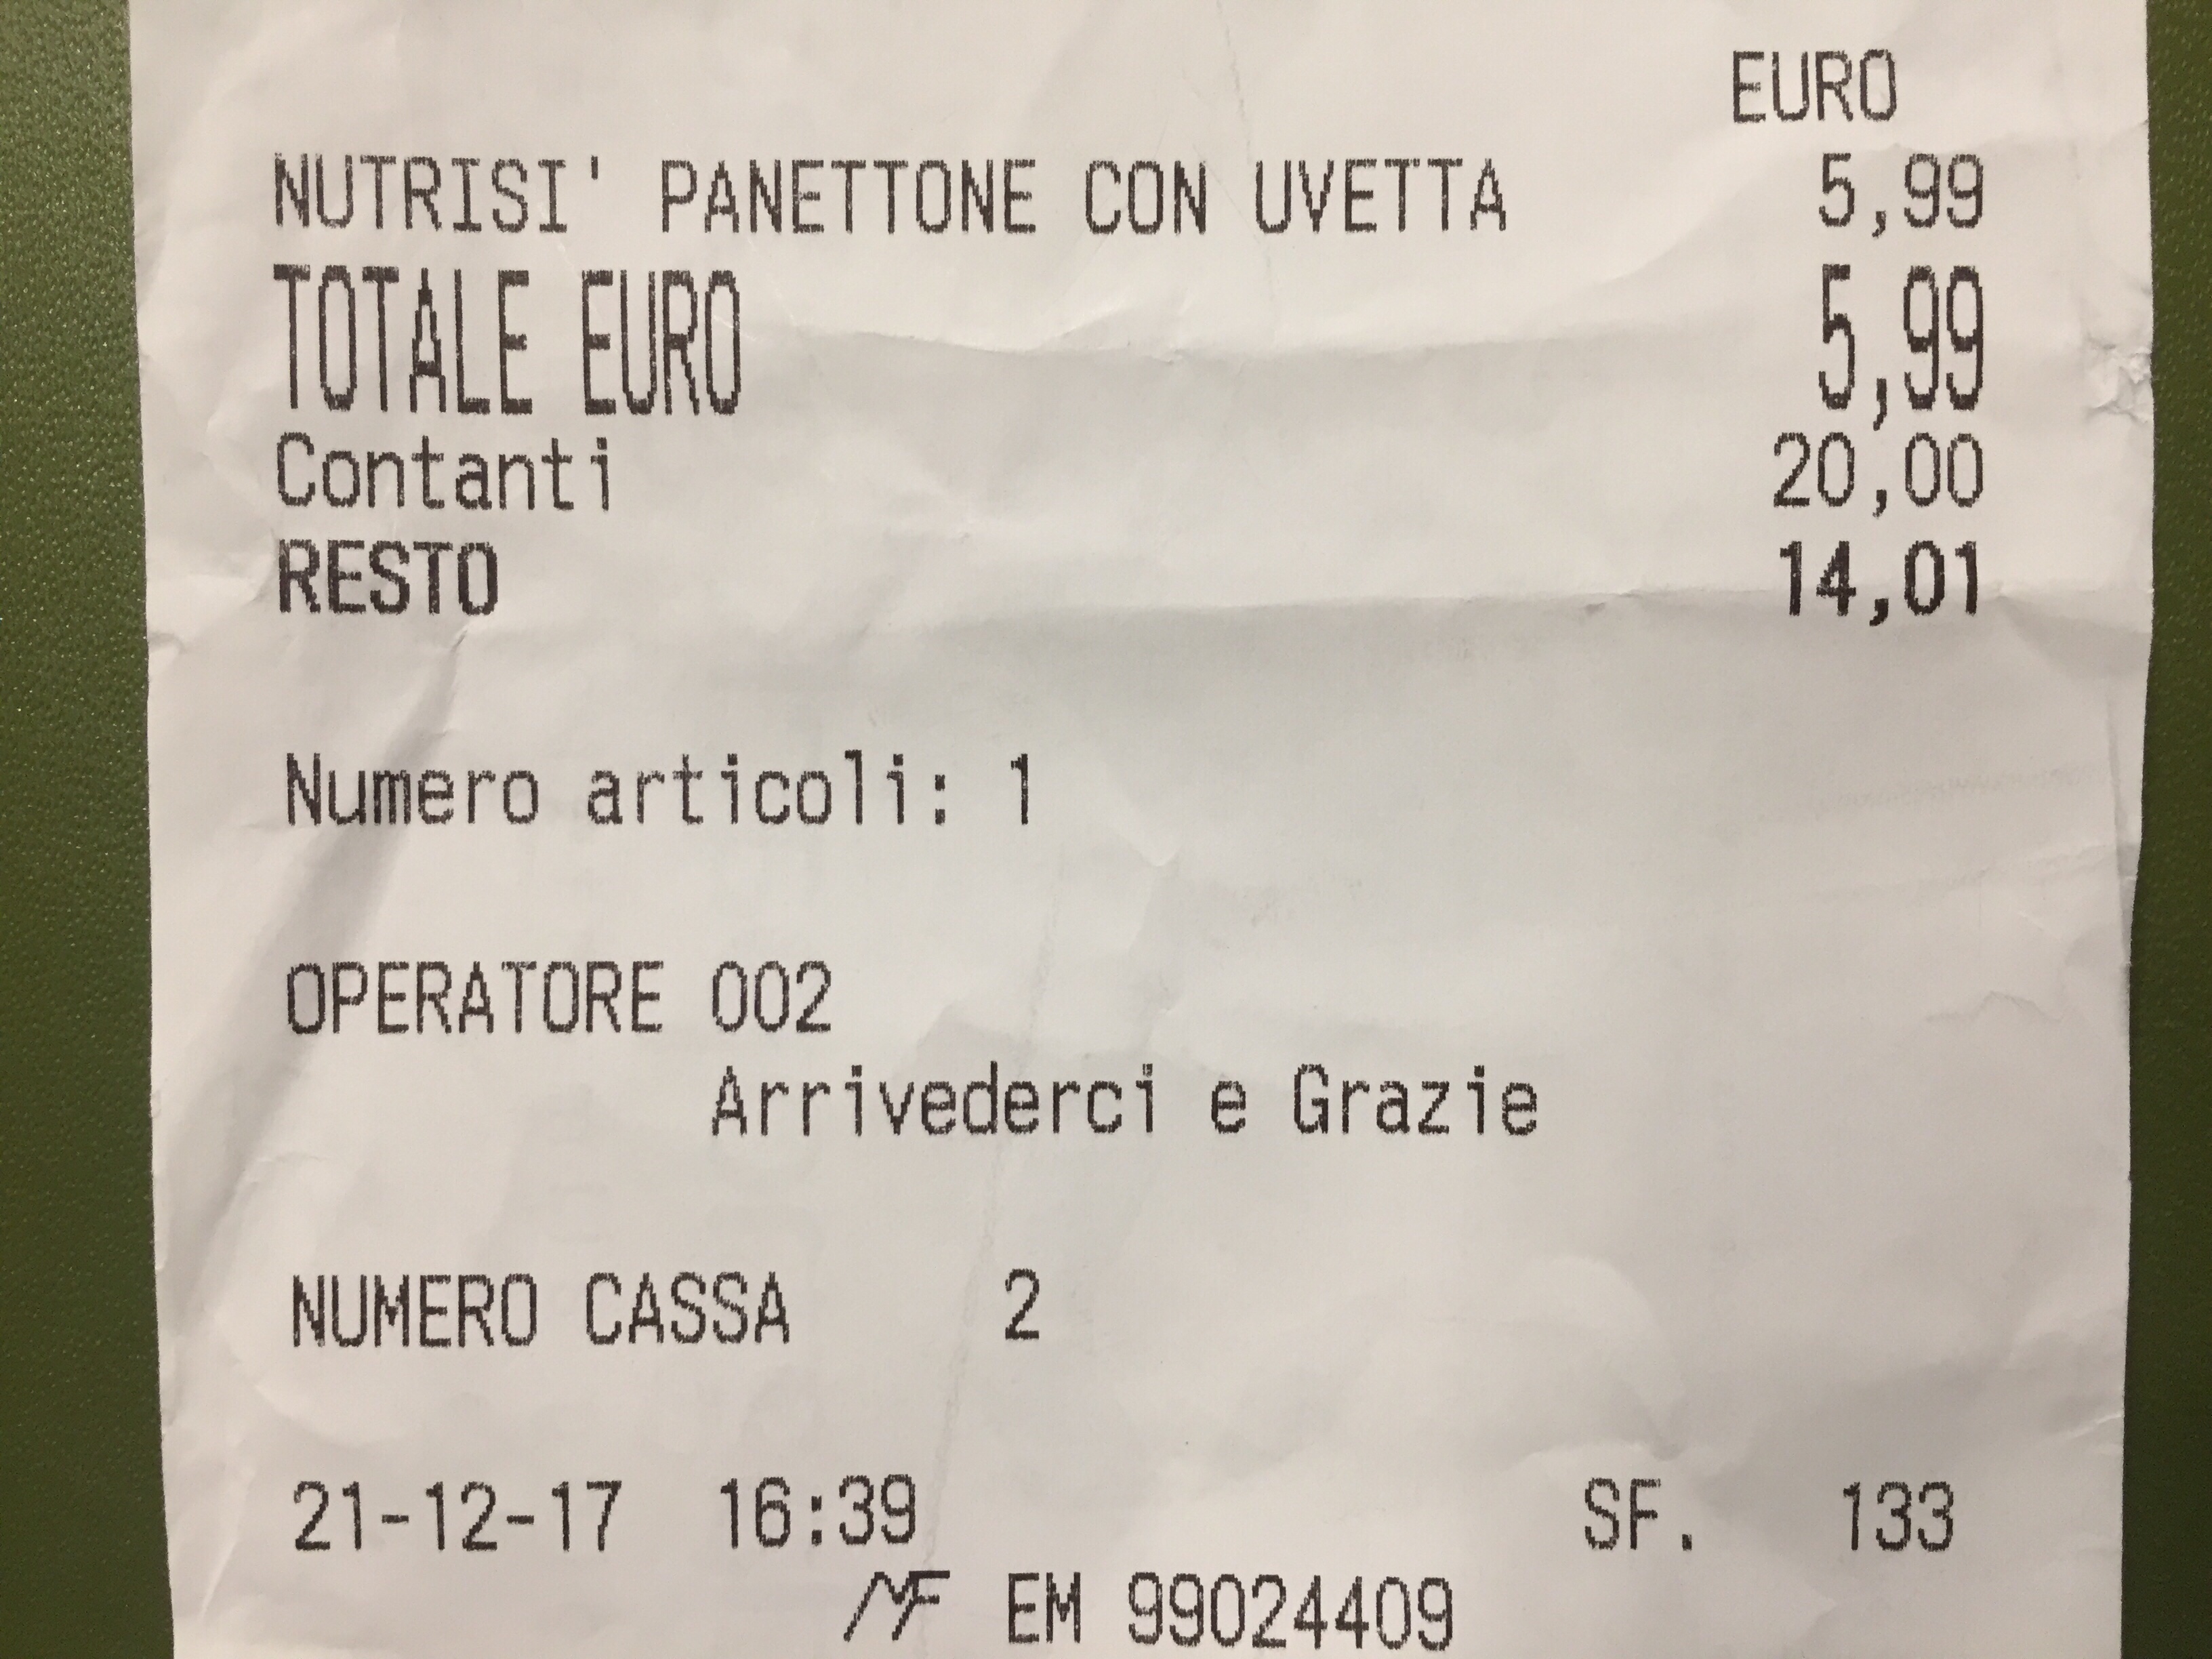 EURO
NUTRISI' PANETTONE CON UVETTA 5,99
TOTALE EURO 5,99
Contanti 20,00
RESTO 14,01
Numero articoli: 1
OPERATORE 002
Arrivederci e Grazie
NUMERO CASSA 2
21-12-17 16:39 SF. 133
MF EM 99024409